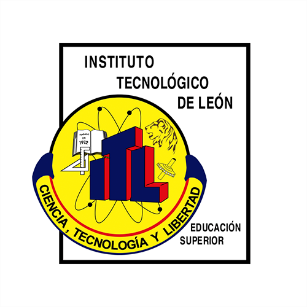 INSTITUTO
TECNOLÓGICO
DE LEÓN
ITL
CIENCIA, TECNOLOGÍA Y LIBERTAD
EDUCACIÓN
SUPERIOR